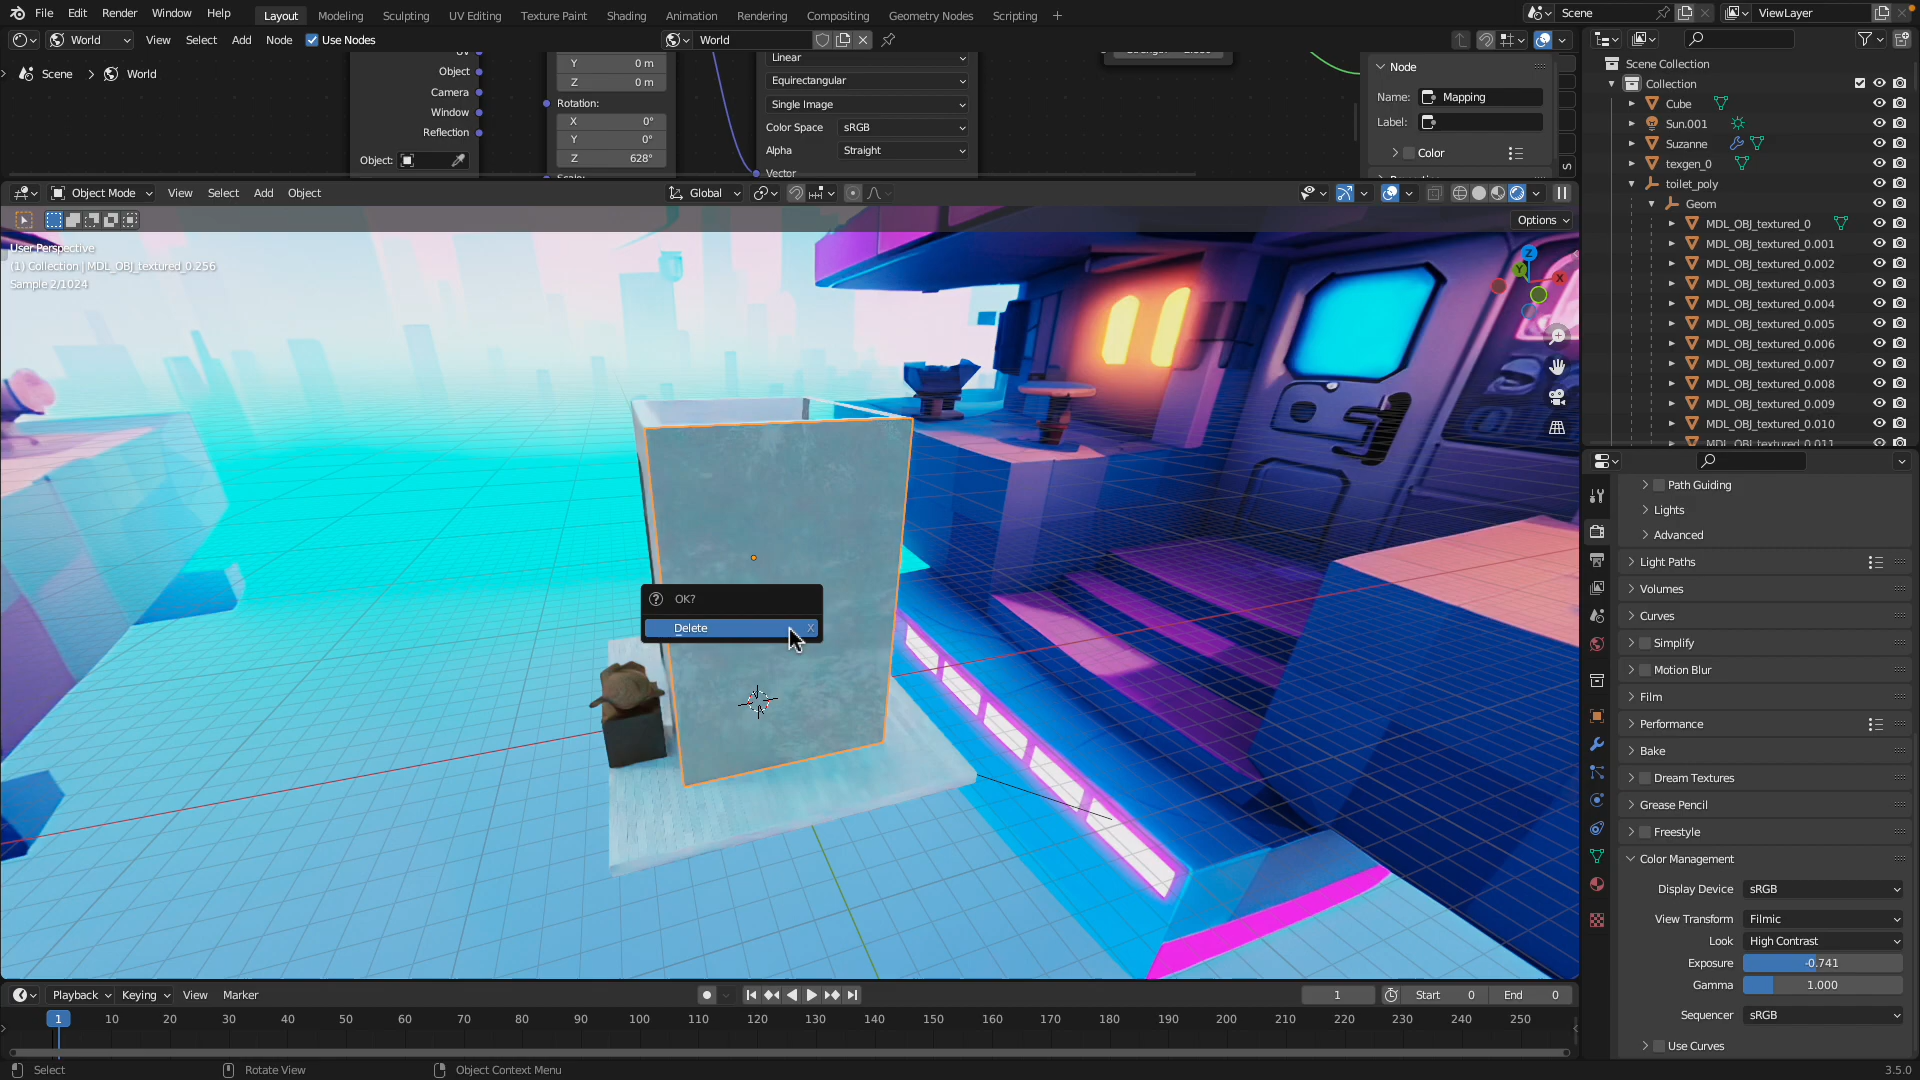 File Edit Render Window Help Layout Modeling Sculpting UV Editing Texture Paint Shading Animation Rendering Compositing Geometry Nodes Scripting + Scene ViewLayer
World View Select Add Node Use Nodes World
Scene > World
Object
Camera
Window
Reflection
Object:
Y 0 m
Z 0 m
Rotation:
X 0°
Y 0°
Z 628°
Linear
Equirectangular
Single Image
Color Space sRGB
Alpha Straight
Vector
Node
Name: Mapping
Label:
Color
Object Mode View Select Add Object Global
Options
User Perspective
(1) Collection | MDL_OBJ_textured_0.256
Sample 2/1024
Z
Y
X
OK?
Delete X
Scene Collection
Collection
Cube
Sun.001
Suzanne
texgen_0
toilet_poly
Geom
MDL_OBJ_textured_0
MDL_OBJ_textured_0.001
MDL_OBJ_textured_0.002
MDL_OBJ_textured_0.003
MDL_OBJ_textured_0.004
MDL_OBJ_textured_0.005
MDL_OBJ_textured_0.006
MDL_OBJ_textured_0.007
MDL_OBJ_textured_0.008
MDL_OBJ_textured_0.009
MDL_OBJ_textured_0.010
MDL_OBJ_textured_0.011
Path Guiding
Lights
Advanced
Light Paths
Volumes
Curves
Simplify
Motion Blur
Film
Performance
Bake
Dream Textures
Grease Pencil
Freestyle
Color Management
Display Device sRGB
View Transform Filmic
Look High Contrast
Exposure -0.741
Gamma 1.000
Sequencer sRGB
Use Curves
Playback Keying View Marker 1 Start 0 End 0
1 10 20 30 40 50 60 70 80 90 100 110 120 130 140 150 160 170 180 190 200 210 220 230 240 250
Select Rotate View Object Context Menu 3.5.0